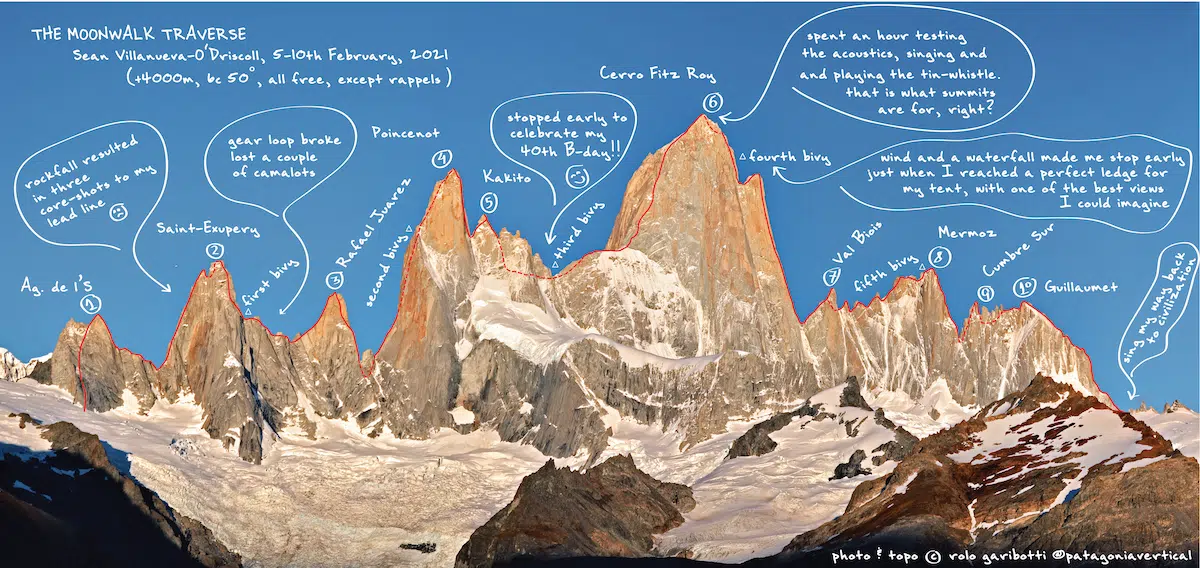 THE MOONWALK TRAVERSE
Sean Villanueva-O'Driscoll, 5-10th February, 2021
(+4000m, 6c 50°, all free, except rappels)
rockfall resulted
in three
core-shots to my
lead line
gear loop broke
lost a couple
of camalots
stopped early to
celebrate my
40th B-day!!
spent an hour testing
the acoustics, singing and
and playing the tin-whistle.
that is what summits
are for, right?
wind and a waterfall made me stop early
just when I reached a perfect ledge for
my tent, with one of the best views
I could imagine
sing my way back
to civilization
Ag. de l'S
1
Saint-Exupery
2
first bivy
Rafael Juarez
3
second bivy
Poincenot
4
Kakito
5
third bivy
Cerro Fitz Roy
6
fourth bivy
Val Biois
7
fifth bivy
Mermoz
8
Cumbre Sur
9
Guillaumet
10
photo & topo © rolo garibotti @patagoniavertical